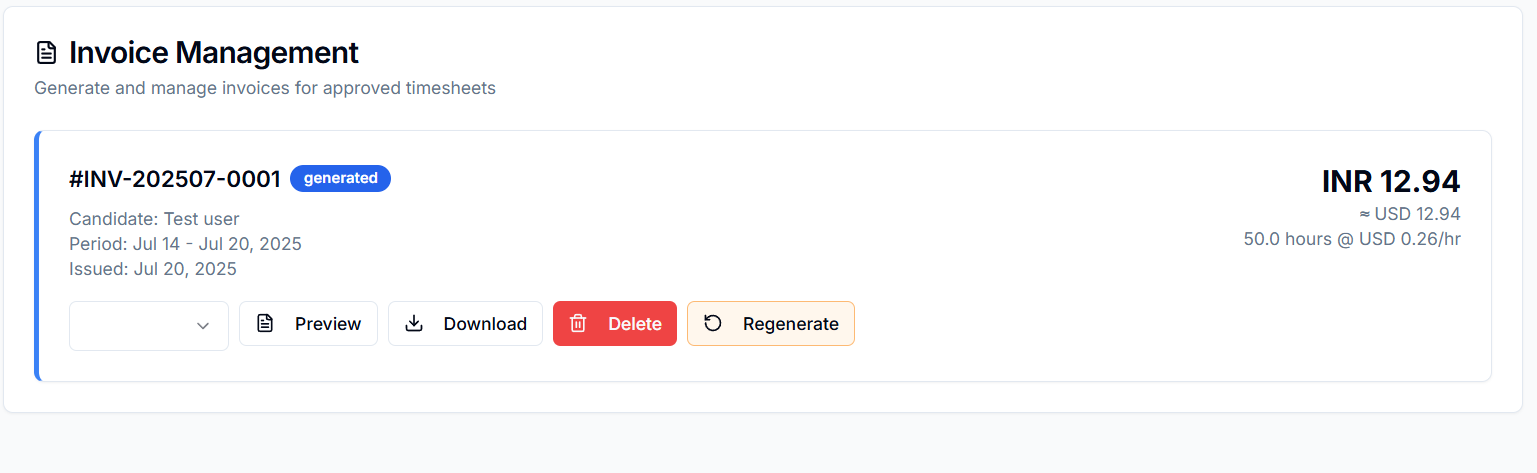 Invoice Management
Generate and manage invoices for approved timesheets
#INV-202507-0001 generated
INR 12.94
Candidate: Test user
≈ USD 12.94
Period: Jul 14 - Jul 20, 2025
50.0 hours @ USD 0.26/hr
Issued: Jul 20, 2025
Preview Download Delete Regenerate